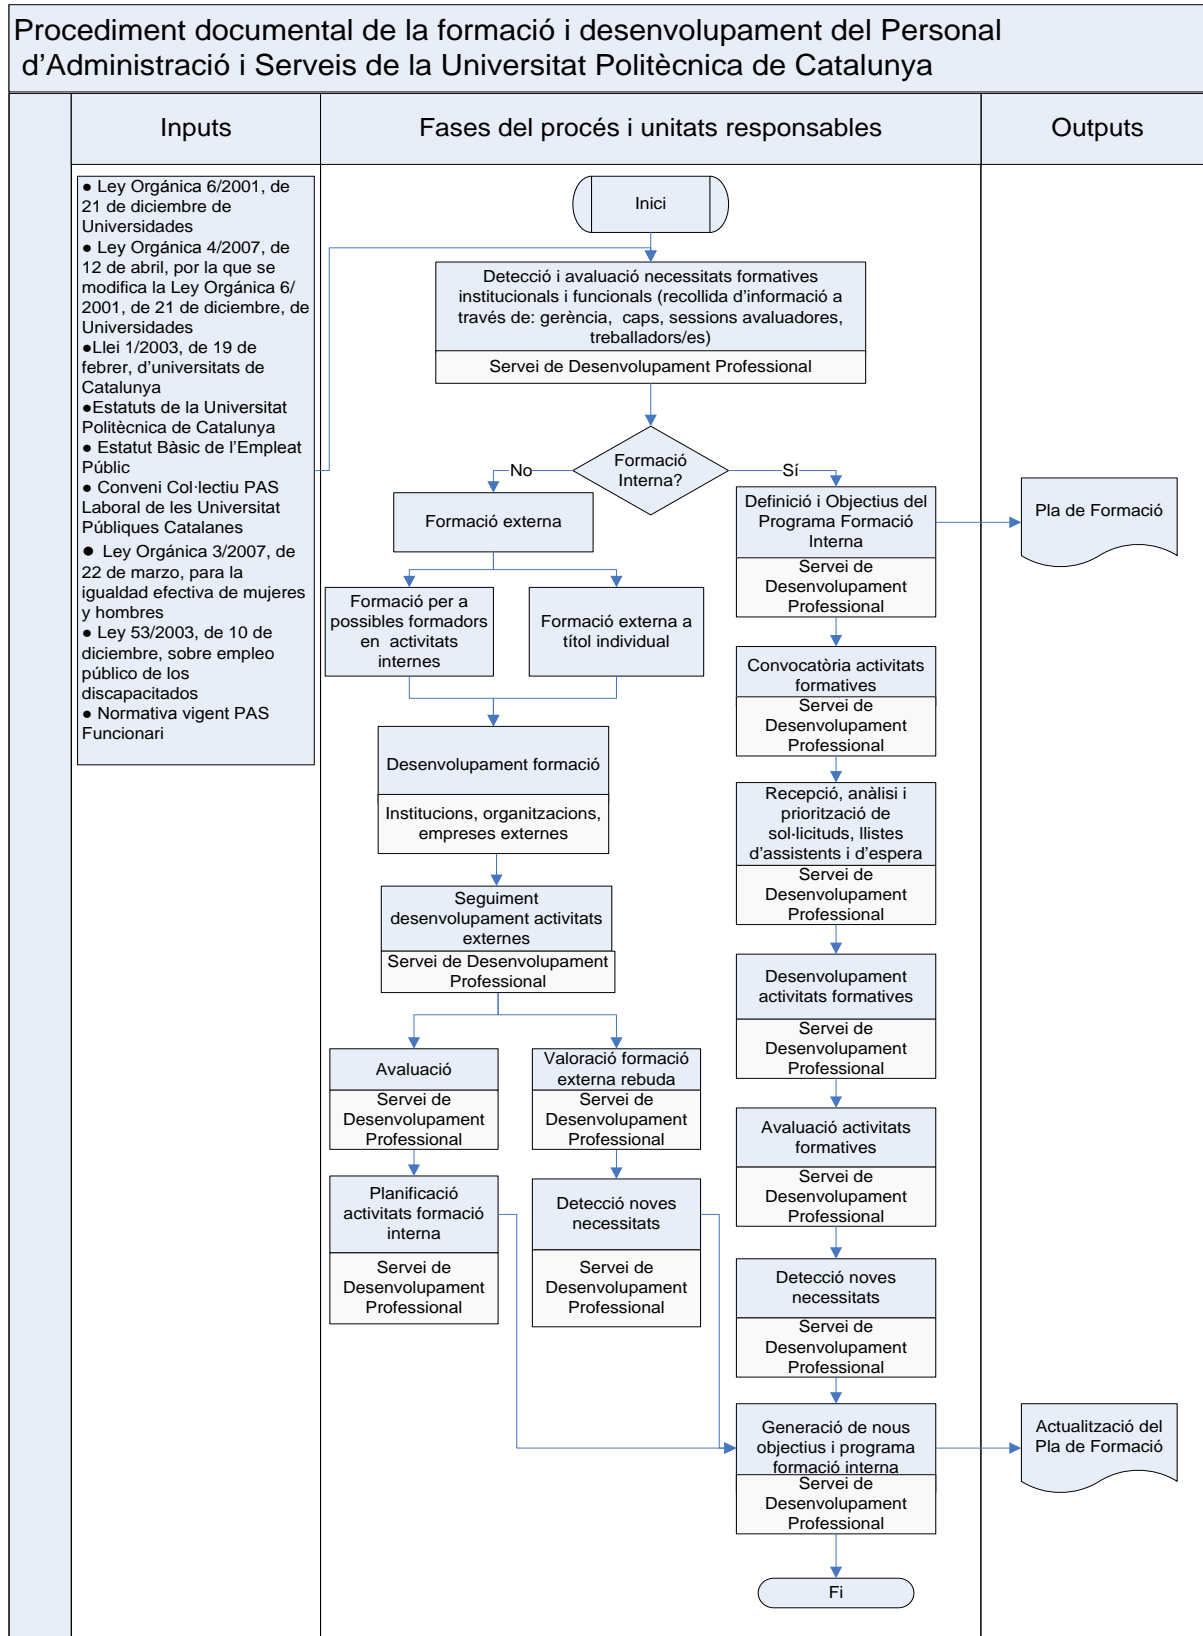 Procediment documental de la formació i desenvolupament del Personal
d’Administració i Serveis de la Universitat Politècnica de Catalunya
Inputs
Fases del procés i unitats responsables
Outputs
● Ley Orgánica 6/2001, de
21 de diciembre de
Universidades
● Ley Orgánica 4/2007, de
12 de abril, por la que se
modifica la Ley Orgánica 6/
2001, de 21 de diciembre, de
Universidades
●Llei 1/2003, de 19 de
febrer, d’universitats de
Catalunya
●Estatuts de la Universitat
Politècnica de Catalunya
● Estatut Bàsic de l’Empleat
Públic
● Conveni Col·lectiu PAS
Laboral de les Universitat
Públiques Catalanes
● Ley Orgánica 3/2007, de
22 de marzo, para la
igualdad efectiva de mujeres
y hombres
● Ley 53/2003, de 10 de
diciembre, sobre empleo
público de los
discapacitados
● Normativa vigent PAS
Funcionari
Inici
Detecció i avaluació necessitats formatives
institucionals i funcionals (recollida d’informació a
través de: gerència, caps, sessions avaluadores,
treballadors/es)
Servei de Desenvolupament Professional
Formació
Interna?
No
Sí
Formació externa
Formació per a
possibles formadors
en activitats
internes
Formació externa a
títol individual
Desenvolupament formació
Institucions, organitzacions,
empreses externes
Seguiment
desenvolupament activitats
externes
Servei de Desenvolupament
Professional
Avaluació
Servei de
Desenvolupament
Professional
Valoració formació
externa rebuda
Servei de
Desenvolupament
Professional
Planificació
activitats formació
interna
Servei de
Desenvolupament
Professional
Detecció noves
necessitats
Servei de
Desenvolupament
Professional
Definició i Objectius del
Programa Formació
Interna
Servei de
Desenvolupament
Professional
Convocatòria activitats
formatives
Servei de
Desenvolupament
Professional
Recepció, anàlisi i
priorització de
sol·licituds, llistes
d’assistents i d’espera
Servei de
Desenvolupament
Professional
Desenvolupament
activitats formatives
Servei de
Desenvolupament
Professional
Avaluació activitats
formatives
Servei de
Desenvolupament
Professional
Detecció noves
necessitats
Servei de
Desenvolupament
Professional
Generació de nous
objectius i programa
formació interna
Servei de
Desenvolupament
Professional
Fi
Pla de Formació
Actualització del
Pla de Formació